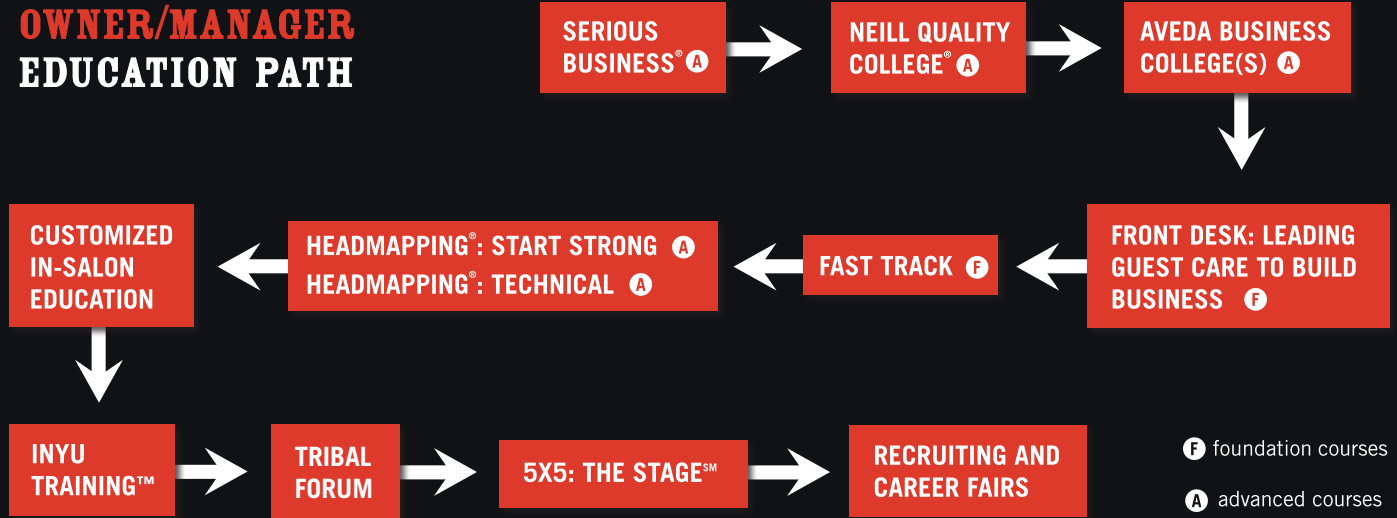 OWNER/MANAGER
EDUCATION PATH
SERIOUS
BUSINESS® A
NEILL QUALITY
COLLEGE® A
AVEDA BUSINESS
COLLEGE(S) A
FRONT DESK: LEADING
GUEST CARE TO BUILD
BUSINESS F
FAST TRACK F
HEADMAPPING®: START STRONG A
HEADMAPPING®: TECHNICAL A
CUSTOMIZED
IN-SALON
EDUCATION
INYU
TRAINING™
TRIBAL
FORUM
5X5: THE STAGE℠
RECRUITING AND
CAREER FAIRS
F foundation courses
A advanced courses